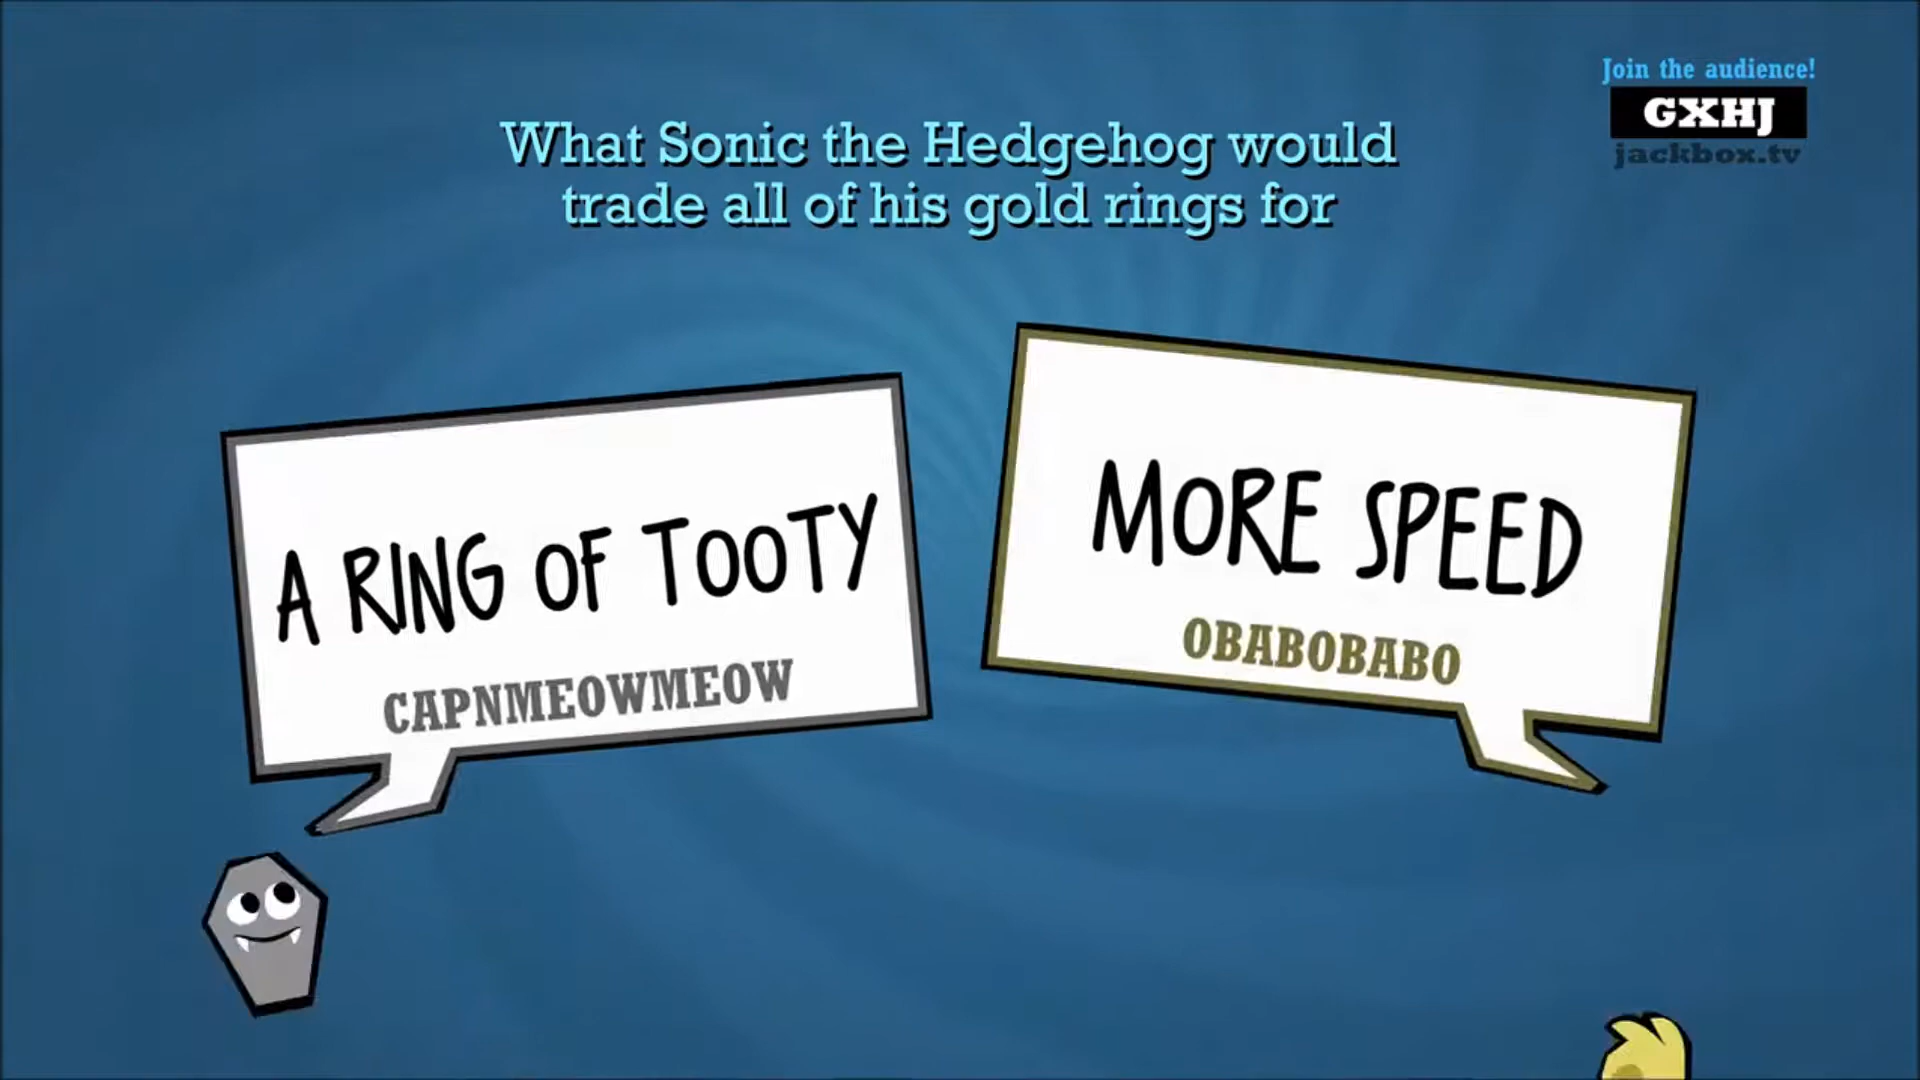 Join the audience!
GXHJ
jackbox.tv
What Sonic the Hedgehog would
trade all of his gold rings for
A RING OF TOOTY
CAPNMEOWMEOW
MORE SPEED
OBABOBABO